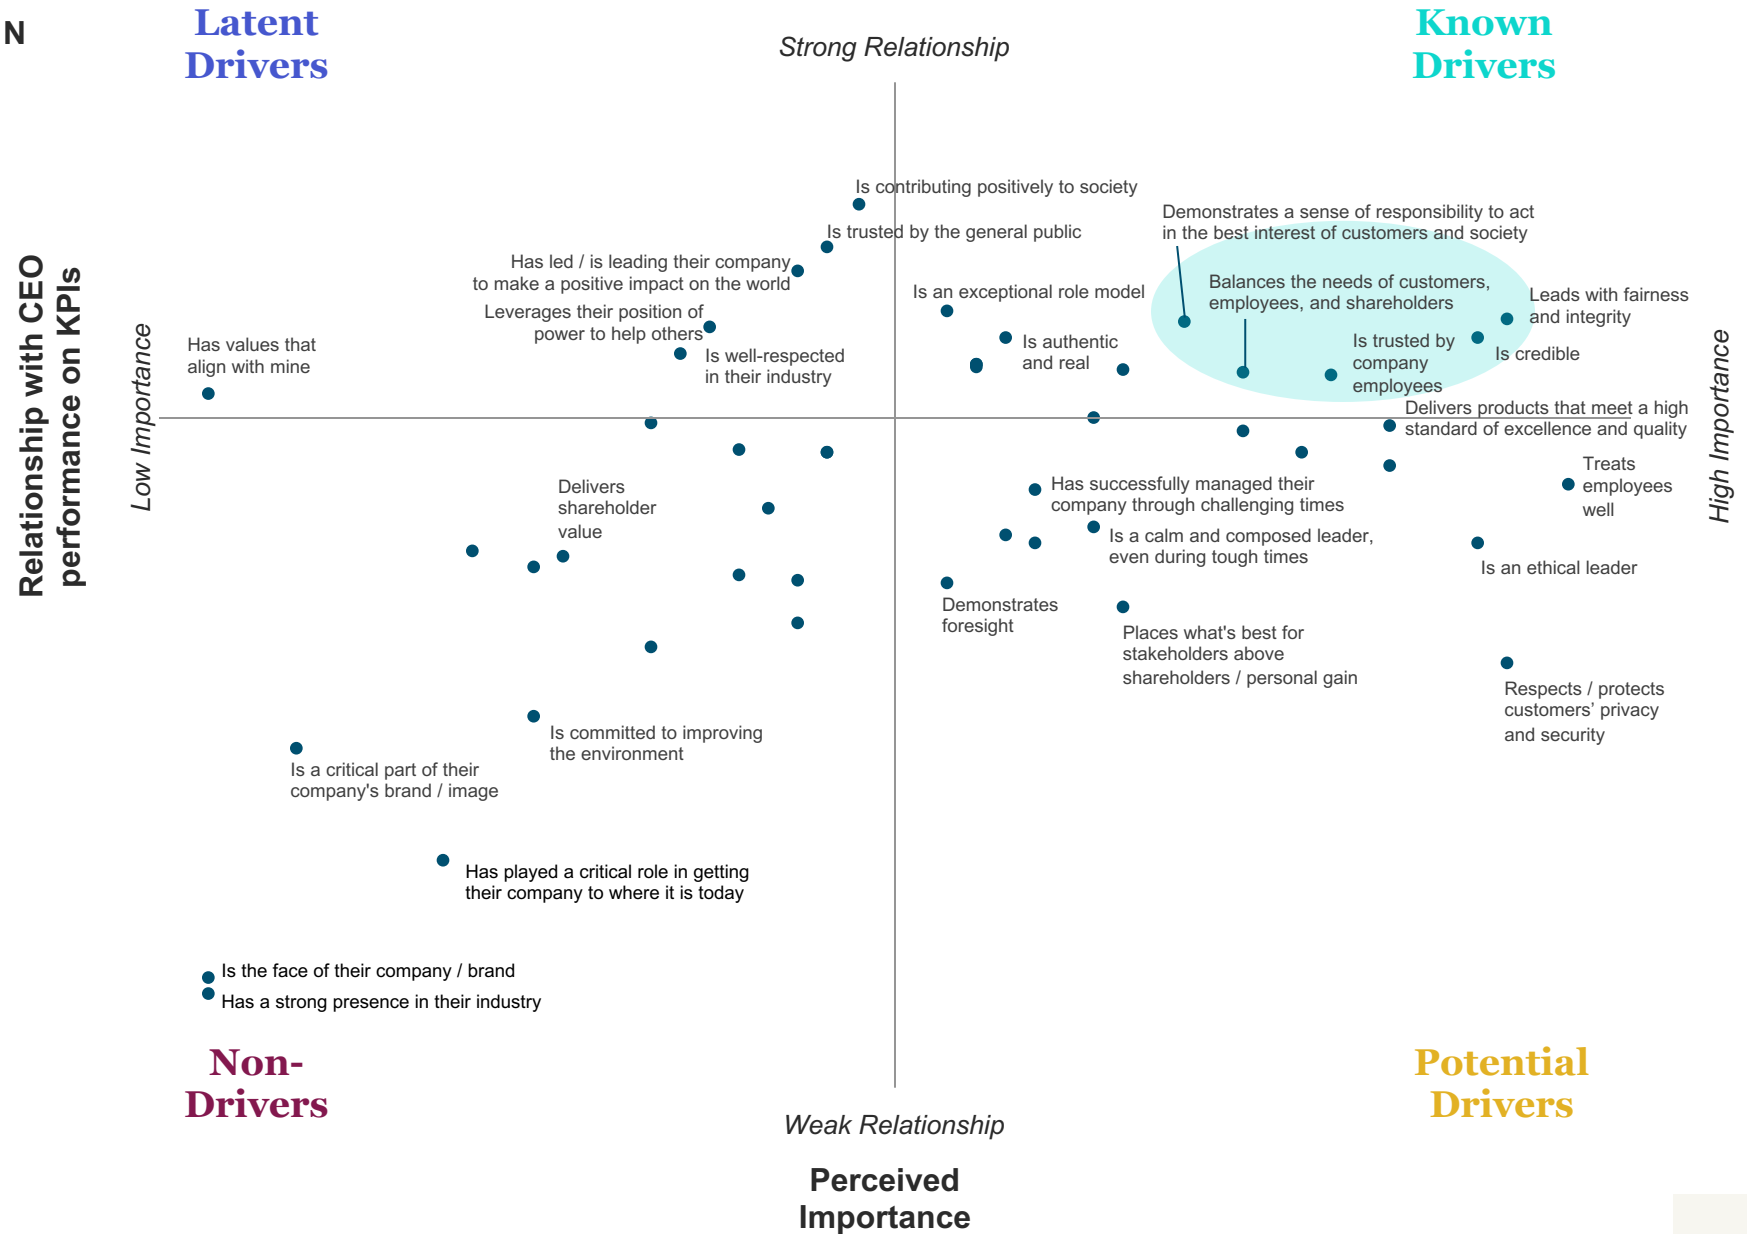 N
Latent
Drivers
Strong Relationship
Known
Drivers
Is contributing positively to society
Is trusted by the general public
Has led / is leading their company
to make a positive impact on the world
Leverages their position of
power to help others
Is well-respected
in their industry
Has values that
align with mine
Is an exceptional role model
Is authentic
and real
Demonstrates a sense of responsibility to act
in the best interest of customers and society
Balances the needs of customers,
employees, and shareholders
Leads with fairness
and integrity
Is trusted by
company
employees
Is credible
Relationship with CEO
performance on KPIs
Low Importance
High Importance
Delivers products that meet a high
standard of excellence and quality
Treats
employees
well
Delivers
shareholder
value
Has successfully managed their
company through challenging times
Is a calm and composed leader,
even during tough times
Is an ethical leader
Demonstrates
foresight
Places what's best for
stakeholders above
shareholders / personal gain
Respects / protects
customers’ privacy
and security
Is committed to improving
the environment
Is a critical part of their
company's brand / image
Has played a critical role in getting
their company to where it is today
Is the face of their company / brand
Has a strong presence in their industry
Non-
Drivers
Potential
Drivers
Weak Relationship
Perceived
Importance